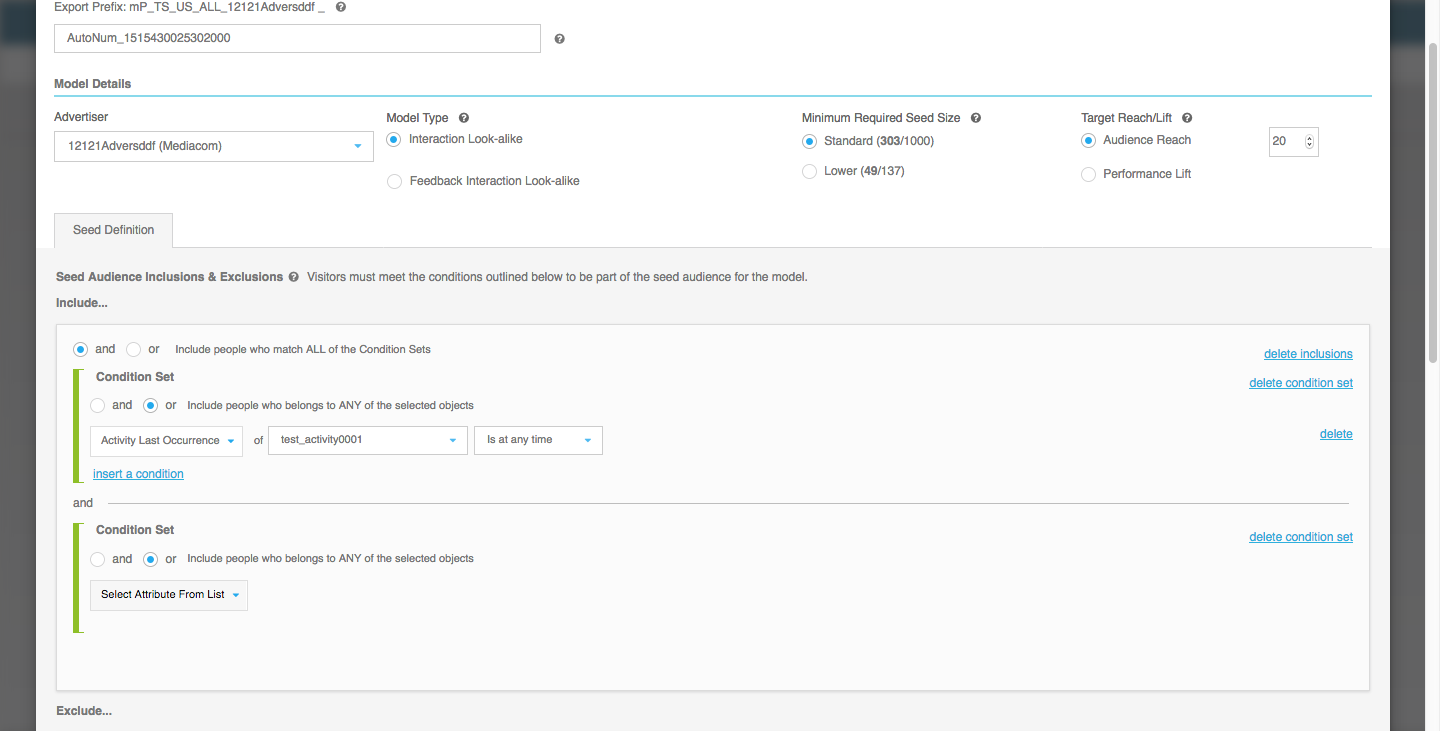 Export Prefix: mP_TS_US_ALL_12121Adversddf _
AutoNum_1515430025302000
Model Details
Advertiser
12121Adversddf (Mediacom)
Model Type
Interaction Look-alike
Feedback Interaction Look-alike
Minimum Required Seed Size
Standard (303/1000)
Lower (49/137)
Target Reach/Lift
Audience Reach
20
Performance Lift
Seed Definition
Seed Audience Inclusions & Exclusions Visitors must meet the conditions outlined below to be part of the seed audience for the model.
Include...
and or Include people who match ALL of the Condition Sets
delete inclusions
Condition Set
delete condition set
and or Include people who belongs to ANY of the selected objects
Activity Last Occurrence of test_activity0001 Is at any time
delete
insert a condition
and
Condition Set
delete condition set
and or Include people who belongs to ANY of the selected objects
Select Attribute From List
Exclude...